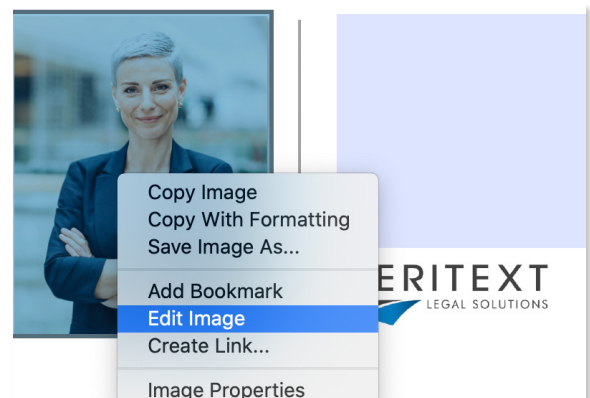 Copy Image
Copy With Formatting
Save Image As...
Add Bookmark
Edit Image
Create Link...
Image Properties
ERITEXT
LEGAL SOLUTIONS